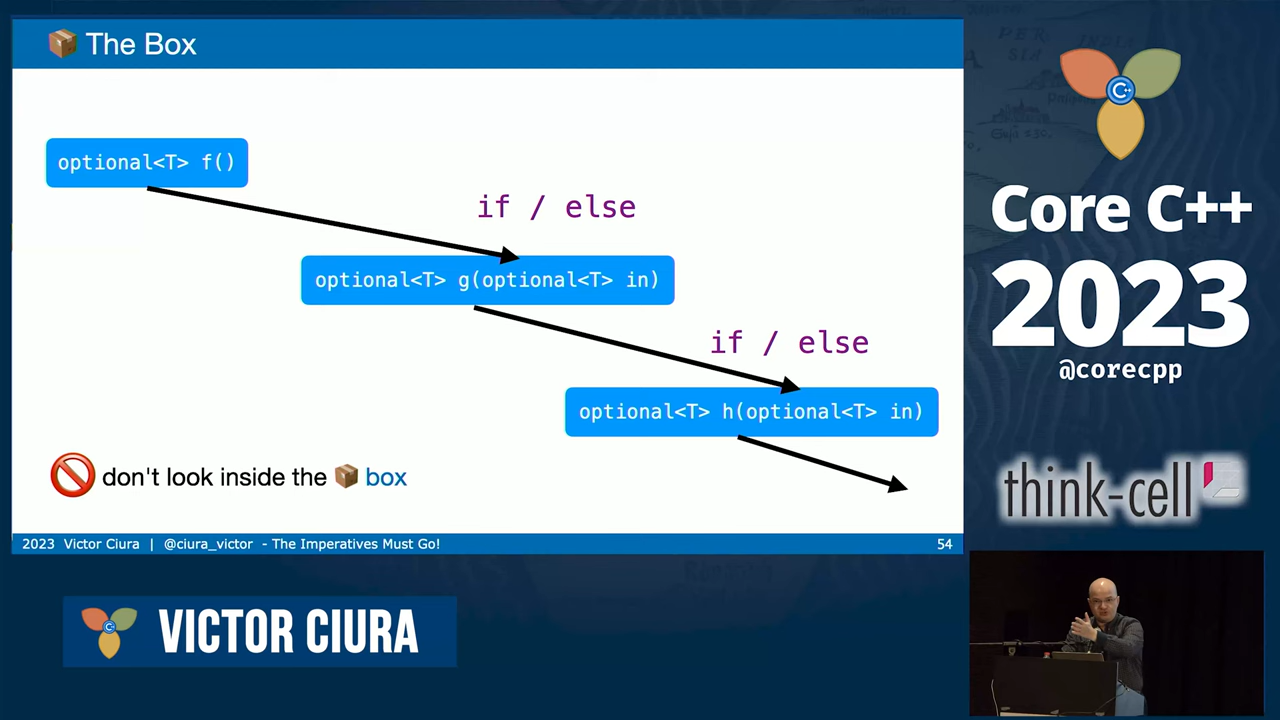 The Box
optional<T> f()
if / else
optional<T> g(optional<T> in)
if / else
optional<T> h(optional<T> in)
don't look inside the box
2023 Victor Ciura | @ciura_victor - The Imperatives Must Go!
54
VICTOR CIURA
C++
Core C++
2023
@corecpp
think-cell